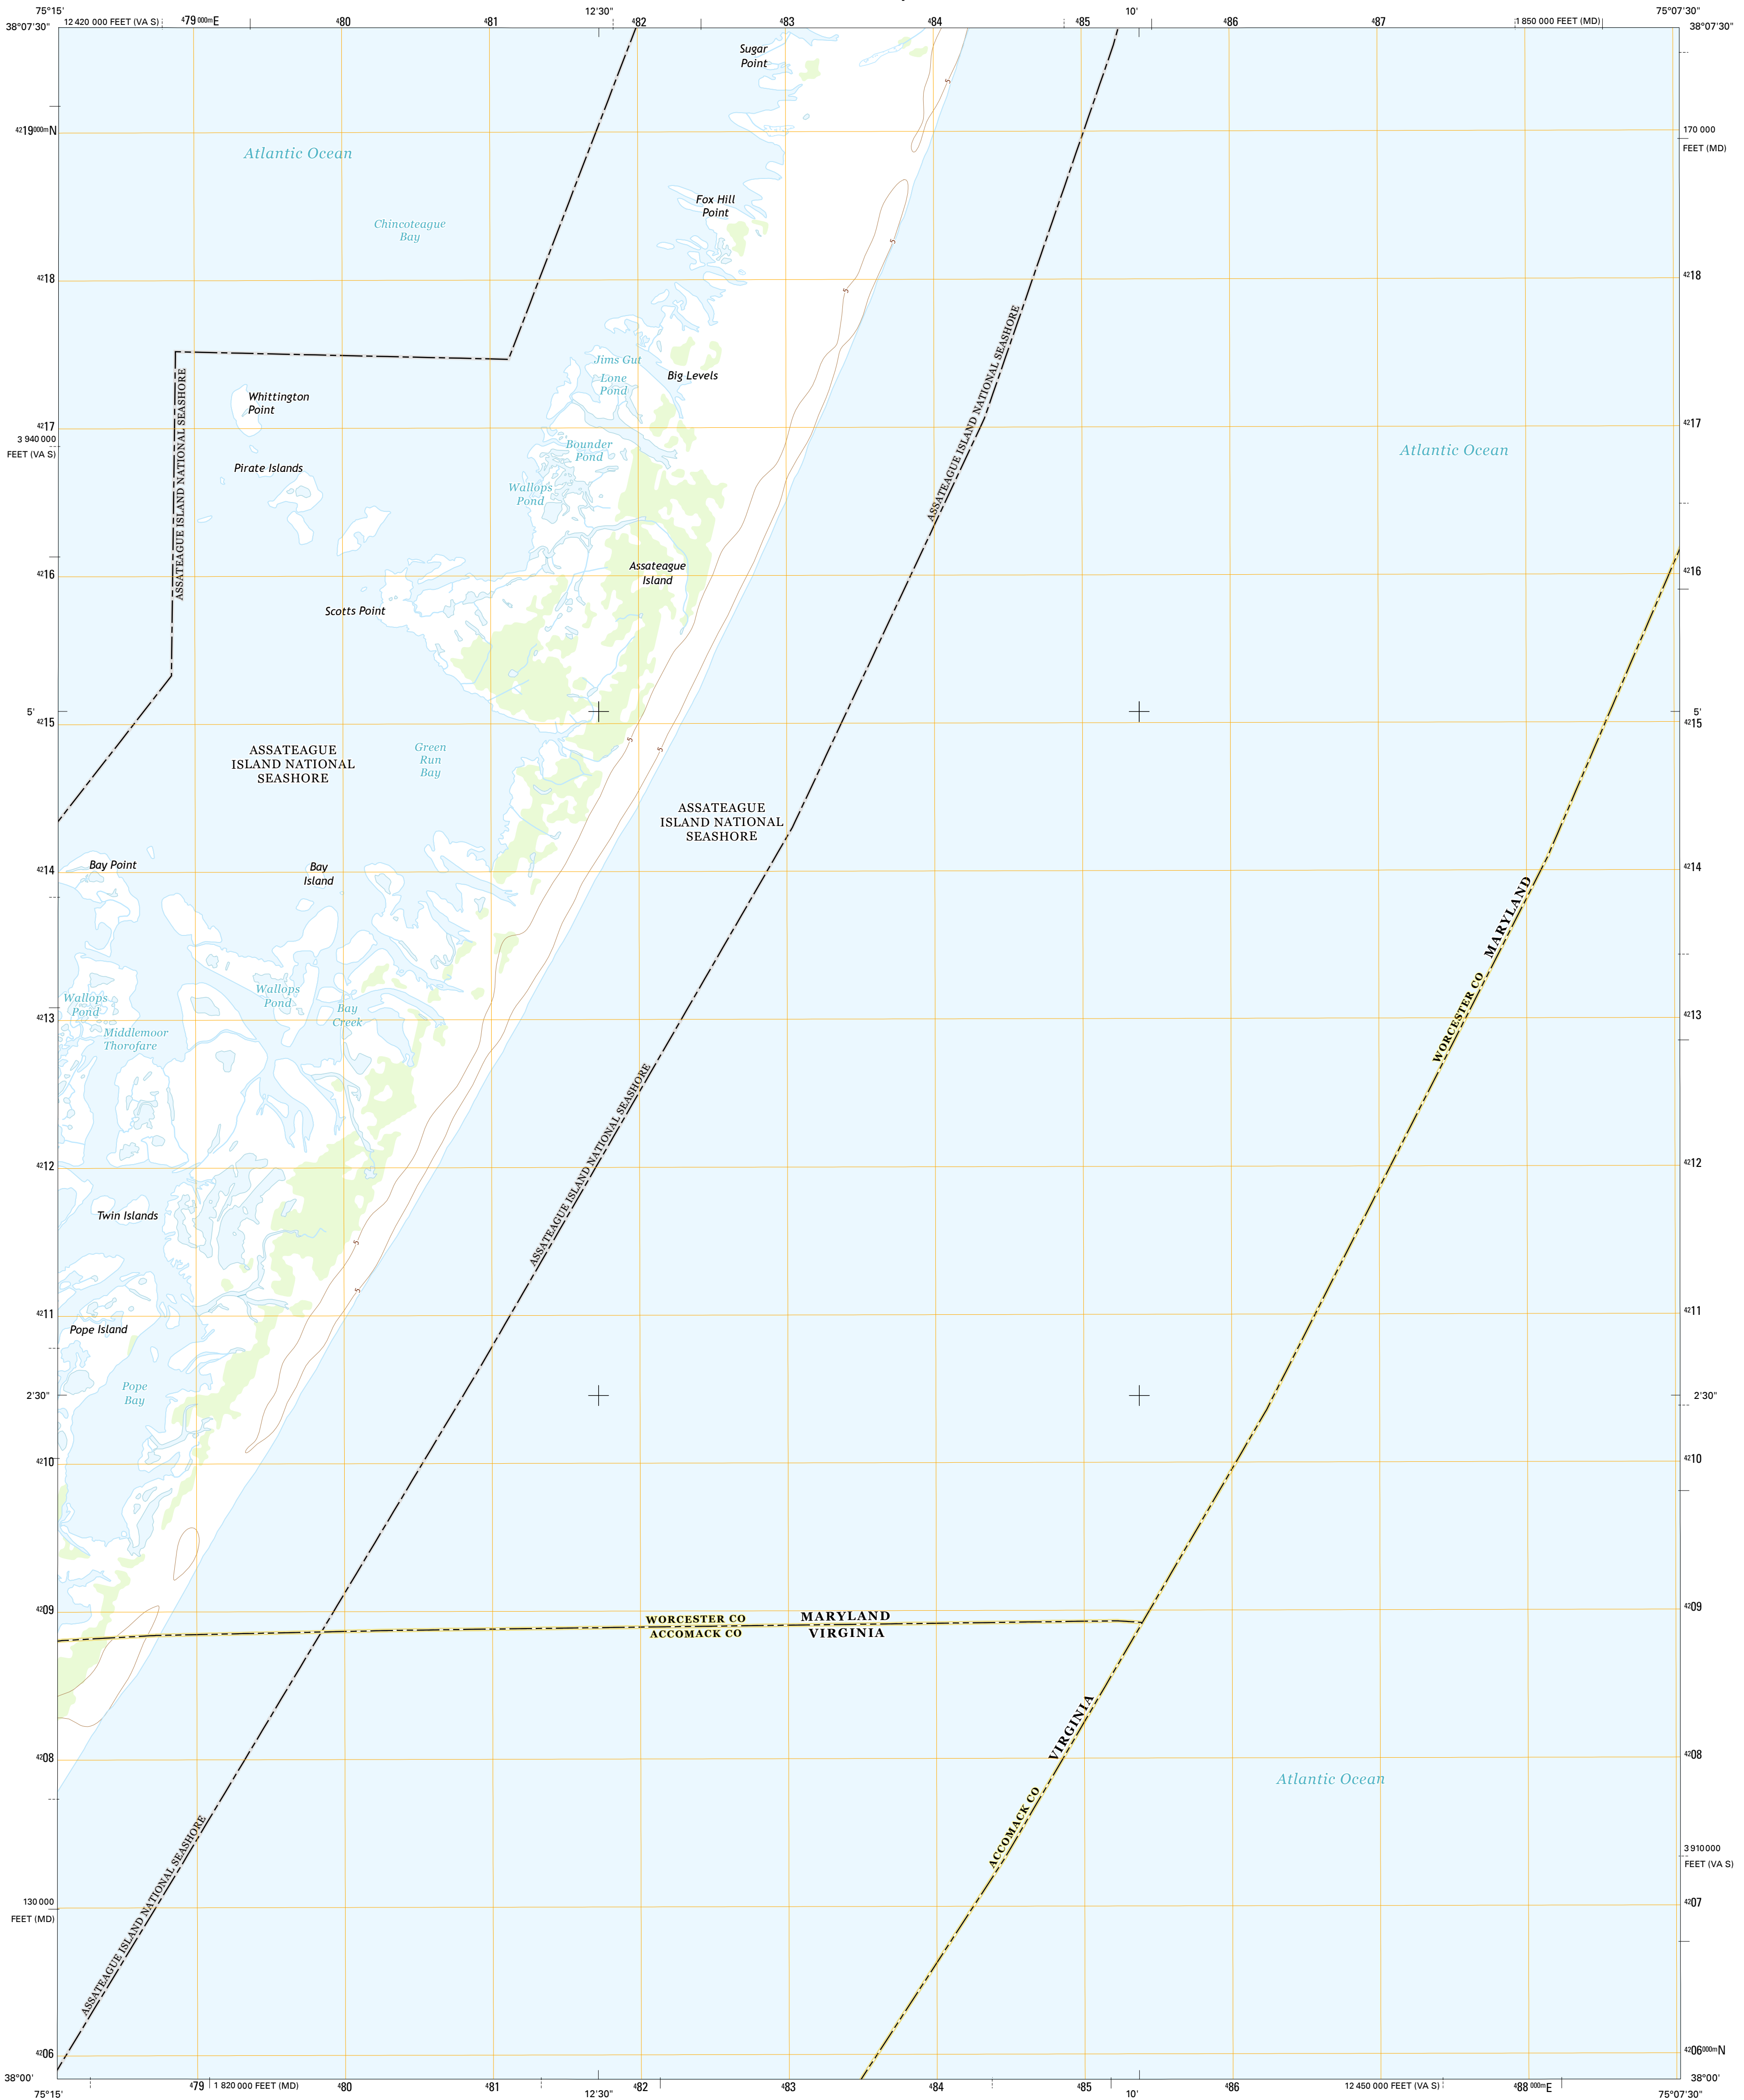 75°15'
12 420 000 FEET (VA S)
479000mE
480
481
12'30"
482
483
484
485
10'
486
487
1 850 000 FEET (MD)
75°07'30"
38°07'30"
38°07'30"
Sugar
Point
5
4219000mN
170 000
FEET (MD)
Atlantic Ocean
Fox Hill
Point
Chincoteague
Bay
5
4218
4218
5
ASSATEAGUE ISLAND NATIONAL SEASHORE
Jims Gut
Lone
Pond
Big Levels
ASSATEAGUE ISLAND NATIONAL SEASHORE
Whittington
Point
4217
4217
3 940 000
FEET (VA S)
Bounder
Pond
Atlantic Ocean
Pirate Islands
Wallops
Pond
Assateague
Island
4216
4216
Scotts Point
5'
5'
4215
4215
5
5
ASSATEAGUE
ISLAND NATIONAL
SEASHORE
Green
Run
Bay
ASSATEAGUE
ISLAND NATIONAL
SEASHORE
Bay Point
Bay
Island
4214
4214
MARYLAND
WORCESTER CO
Wallops
Pond
Wallops
Pond
Bay
Creek
4213
4213
Middlemoor
Thorofare
ASSATEAGUE ISLAND NATIONAL SEASHORE
4212
4212
Twin Islands
5
5
4211
4211
Pope Island
Pope
Bay
2'30"
2'30"
4210
4210
4209
4209
WORCESTER CO
MARYLAND
ACCOMACK CO
VIRGINIA
VIRGINIA
4208
4208
Atlantic Ocean
ACCOMACK CO
ASSATEAGUE ISLAND NATIONAL SEASHORE
3 910 000
FEET (VA S)
130 000
FEET (MD)
4207
4206
4206000mN
38°00'
38°00'
75°15'
479
1 820 000 FEET (MD)
480
481
12'30"
482
483
484
485
10'
486
12 450 000 FEET (VA S)
488000mE
75°07'30"